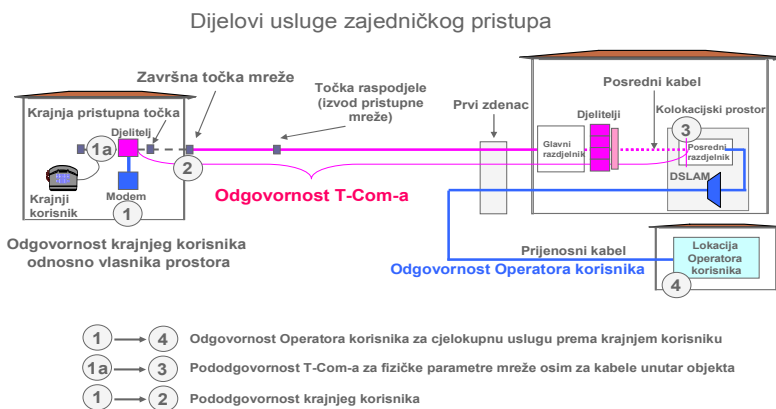 Dijelovi usluge zajedničkog pristupa
Završna točka mreže
Krajnja pristupna točka
Djelitelj
1a
Krajnji
korisnik
Modem
1
2
Odgovornost krajnjeg korisnika
odnosno vlasnika prostora
Točka raspodjele
(izvod pristupne
mreže)
Odgovornost T-Com-a
Prvi zdenac
Posredni kabel
Djelitelji
Kolokacijski prostor
Glavni
razdjelnik
3
Posredni
razdjelnik
DSLAM
Prijenosni kabel
Odgovornost Operatora korisnika
Lokacija
Operatora
korisnika
4
1 4 Odgovornost Operatora korisnika za cjelokupnu uslugu prema krajnjem korisniku
1a 3 Pododgovornost T-Com-a za fizičke parametre mreže osim za kabele unutar objekta
1 2 Pododgovornost krajnjeg korisnika